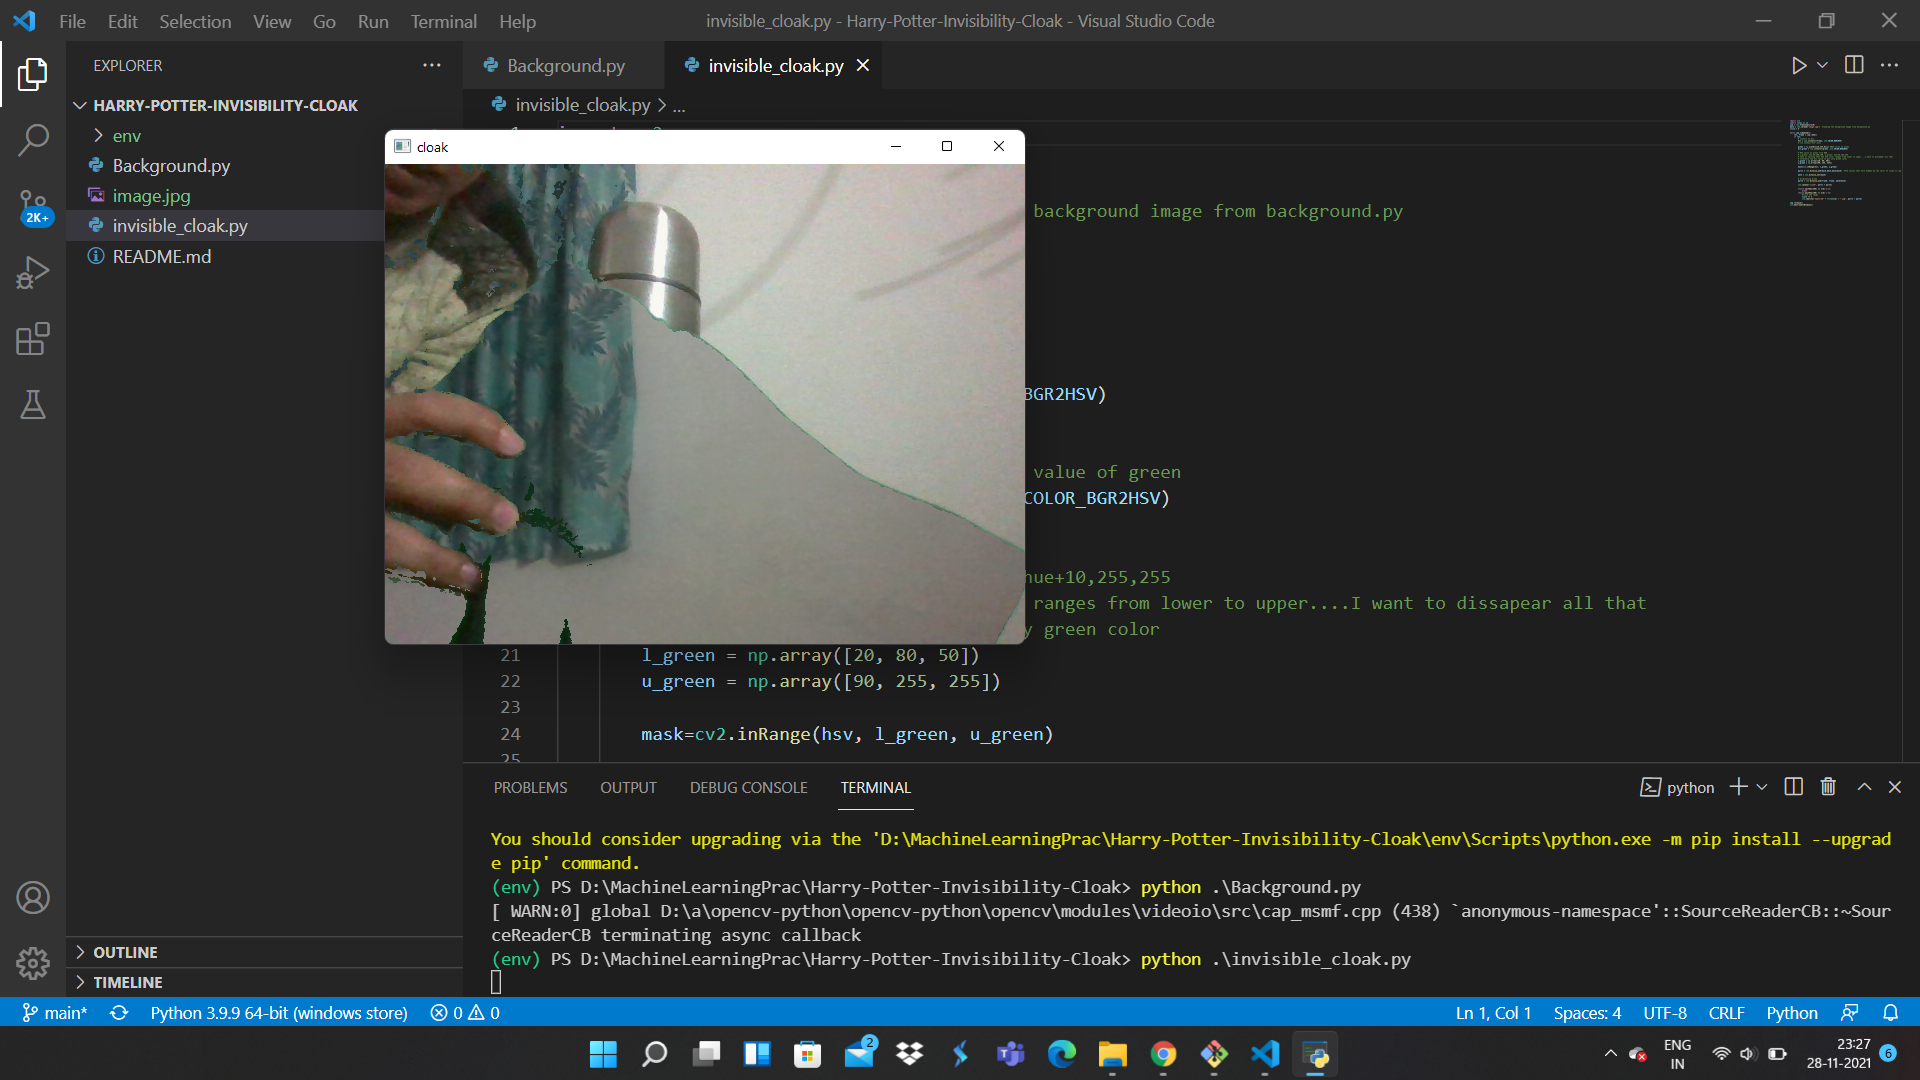 File Edit Selection View Go Run Terminal Help
invisible_cloak.py - Harry-Potter-Invisibility-Cloak - Visual Studio Code
EXPLORER
HARRY-POTTER-INVISIBILITY-CLOAK
env
Background.py
image.jpg
invisible_cloak.py
README.md
2K+
OUTLINE
TIMELINE
Background.py
invisible_cloak.py
invisible_cloak.py > ...
cloak
background image from background.py
BGR2HSV)
value of green
COLOR_BGR2HSV)
hue+10,255,255
ranges from lower to upper....I want to dissapear all that
green color
21 l_green = np.array([20, 80, 50])
22 u_green = np.array([90, 255, 255])
23
24 mask=cv2.inRange(hsv, l_green, u_green)
25
PROBLEMS OUTPUT DEBUG CONSOLE TERMINAL
python
You should consider upgrading via the 'D:\MachineLearningPrac\Harry-Potter-Invisibility-Cloak\env\Scripts\python.exe -m pip install --upgrad
e pip' command.
(env) PS D:\MachineLearningPrac\Harry-Potter-Invisibility-Cloak> python .\Background.py
[ WARN:0] global D:\a\opencv-python\opencv-python\opencv\modules\videoio\src\cap_msmf.cpp (438) `anonymous-namespace'::SourceReaderCB::~Sour
ceReaderCB terminating async callback
(env) PS D:\MachineLearningPrac\Harry-Potter-Invisibility-Cloak> python .\invisible_cloak.py
main* Python 3.9.9 64-bit (windows store) 0 0
Ln 1, Col 1 Spaces: 4 UTF-8 CRLF Python
2
ENG
IN
23:27
28-11-2021
6